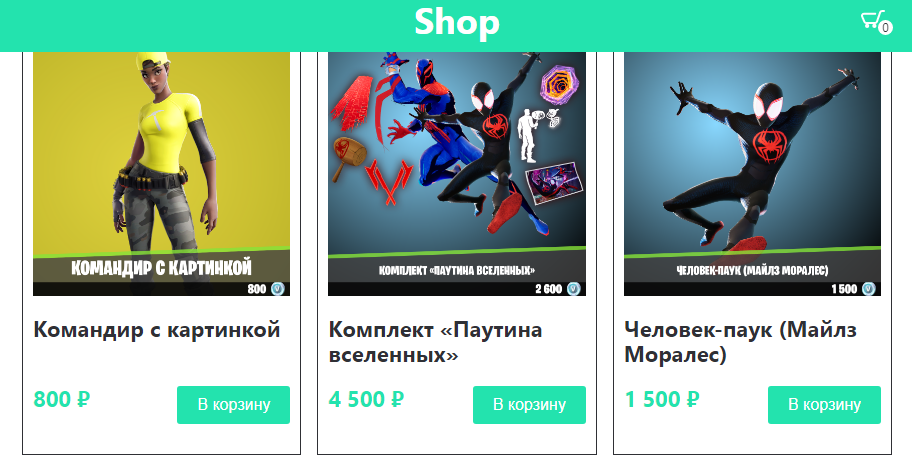 Shop
0
КОМАНДИР С КАРТИНКОЙ
800
Командир с картинкой
800 ₽
В корзину
КОМПЛЕКТ «ПАУТИНА ВСЕЛЕННЫХ»
2 600
Комплект «Паутина
вселенных»
4 500 ₽
В корзину
ЧЕЛОВЕК-ПАУК (МАЙЛЗ МОРАЛЕС)
1 500
Человек-паук (Майлз
Моралес)
1 500 ₽
В корзину